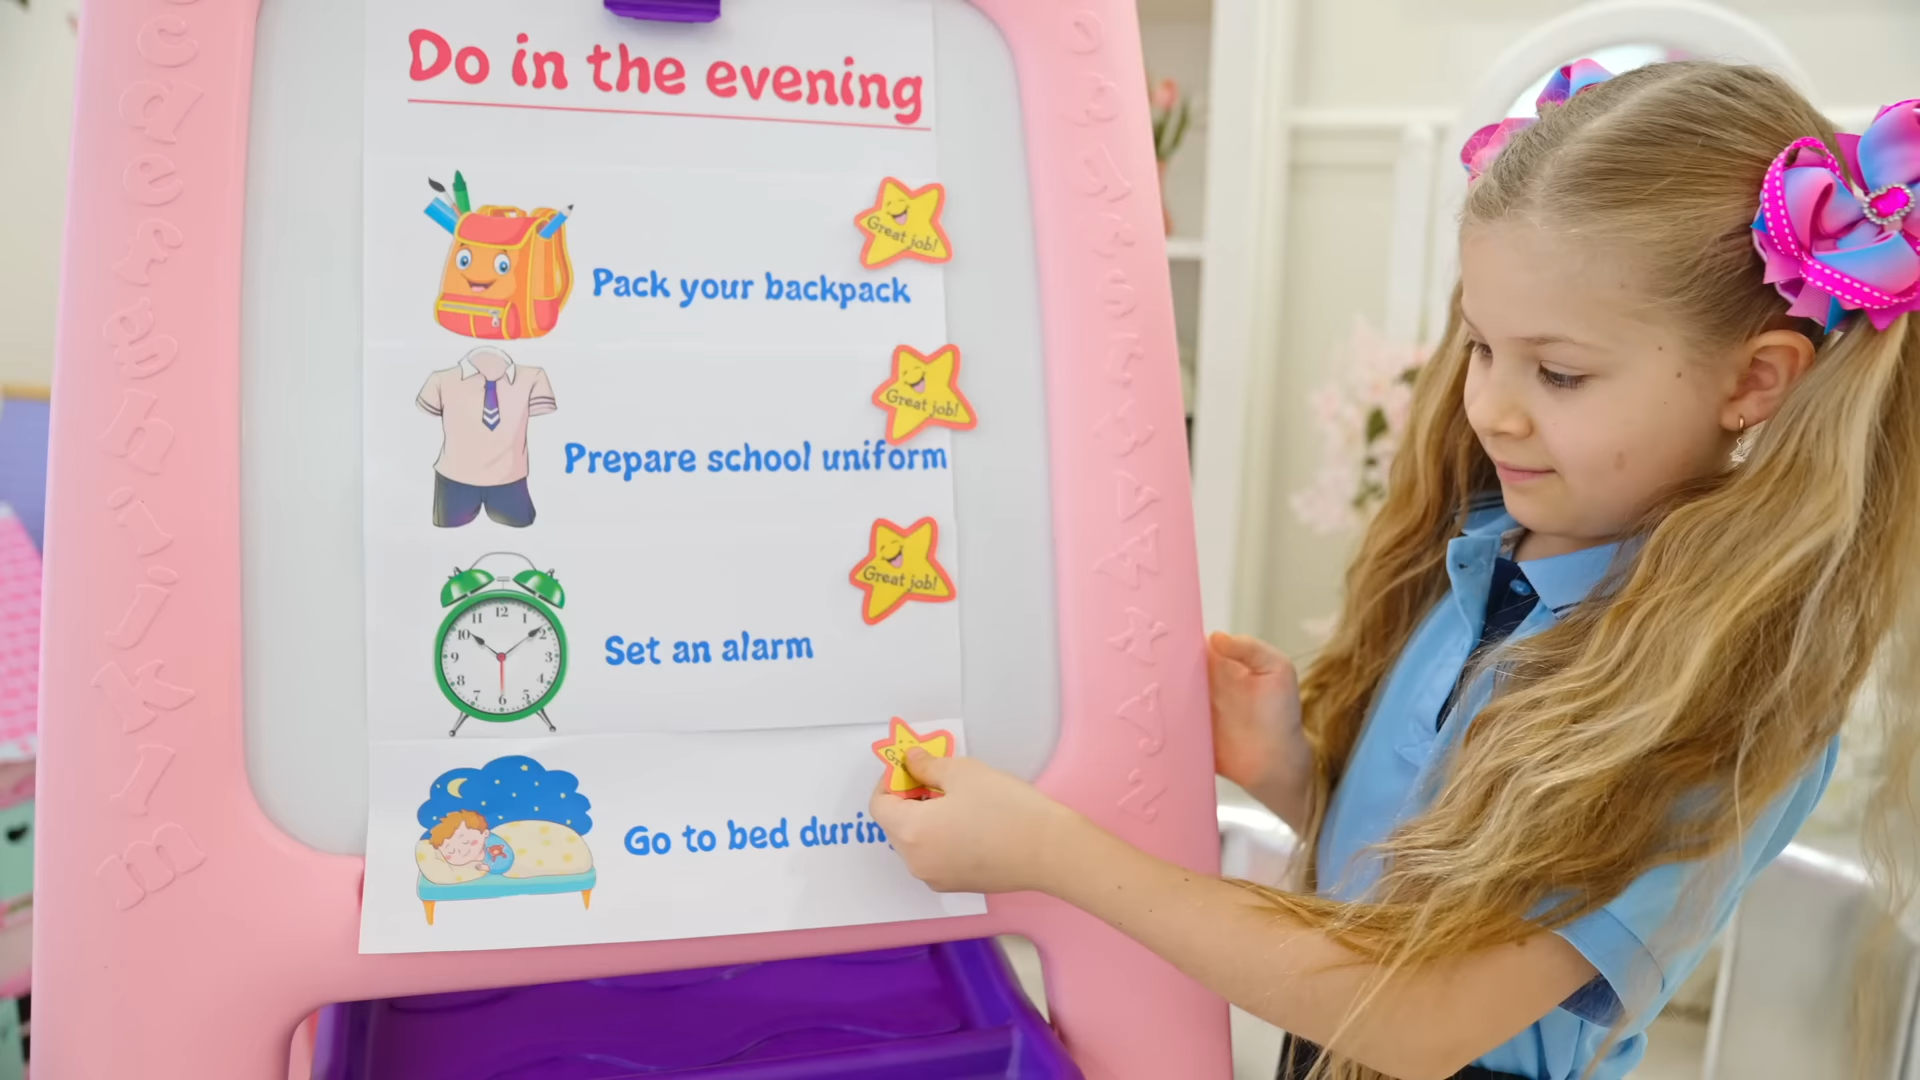 Do in the evening
Great job!
Pack your backpack
Great job!
Prepare school uniform
Great job!
Set an alarm
Go to bed